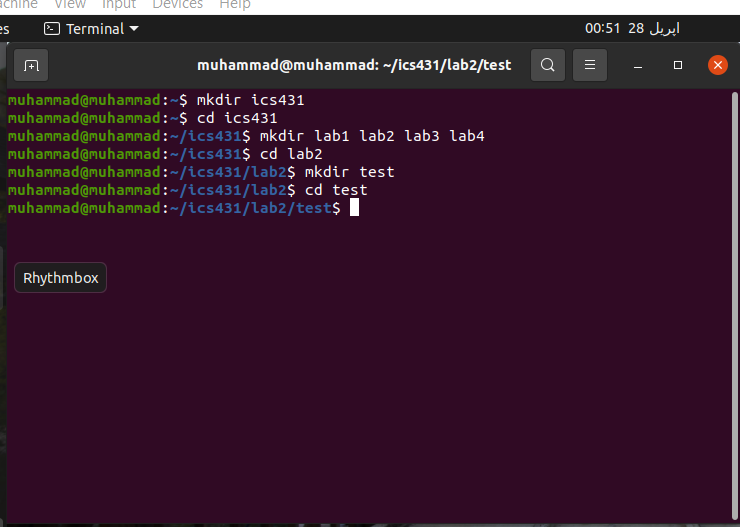 Machine View Input Devices Help
es Terminal 00:51 28 اپریل
muhammad@muhammad: ~/ics431/lab2/test
muhammad@muhammad:~$ mkdir ics431
muhammad@muhammad:~$ cd ics431
muhammad@muhammad:~/ics431$ mkdir lab1 lab2 lab3 lab4
muhammad@muhammad:~/ics431$ cd lab2
muhammad@muhammad:~/ics431/lab2$ mkdir test
muhammad@muhammad:~/ics431/lab2$ cd test
muhammad@muhammad:~/ics431/lab2/test$
Rhythmbox